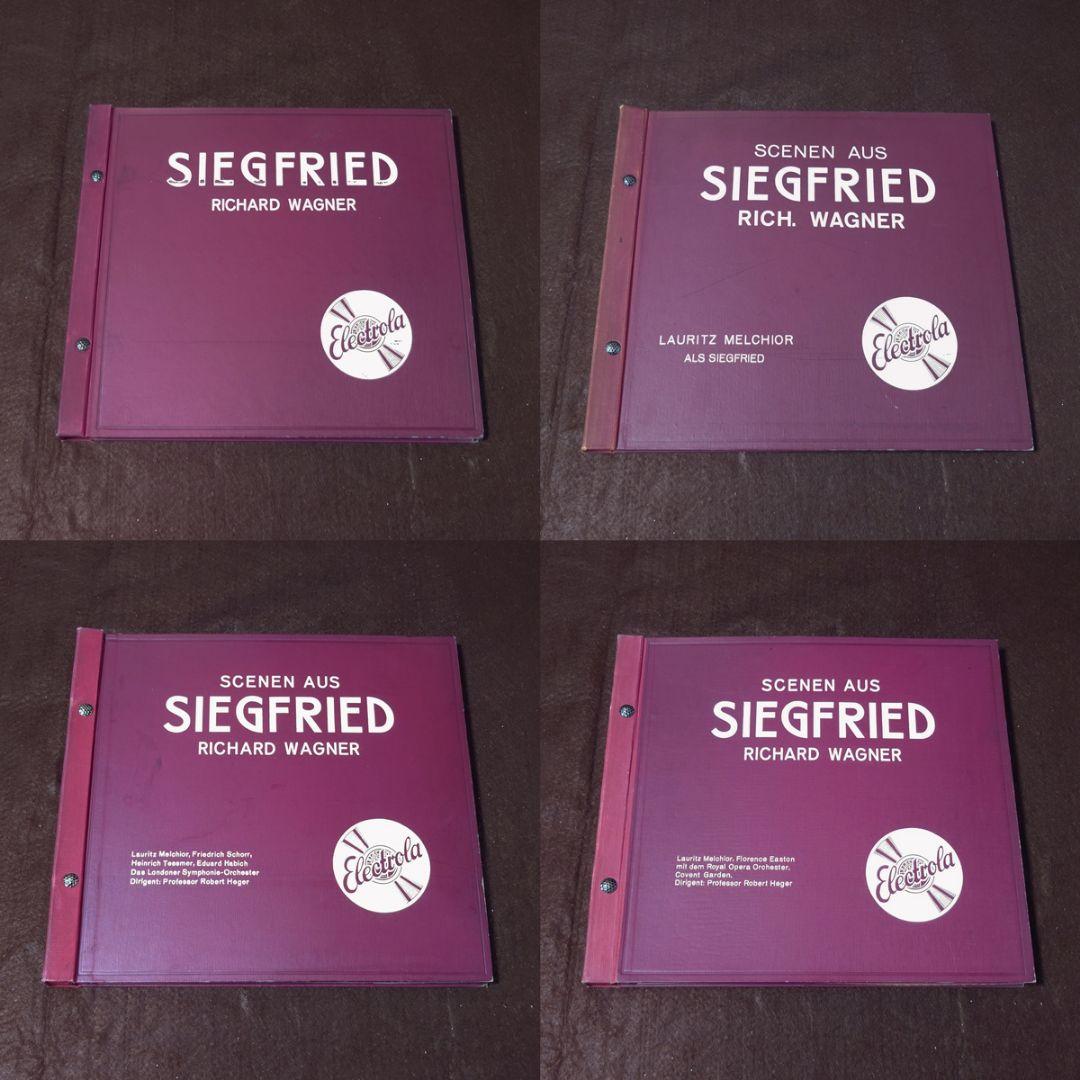 SIEGFRIED
RICHARD WAGNER
Electrola
SCENEN AUS
SIEGFRIED
RICH. WAGNER
LAURITZ MELCHIOR
ALS SIEGFRIED
Electrola
SCENEN AUS
SIEGFRIED
RICHARD WAGNER
Lauritz Melchior, Friedrich Schorr,
Heinrich Tessmer, Eduard Habich
Das Londoner Symphonie-Orchester
Dirigent: Professor Robert Heger
Electrola
SCENEN AUS
SIEGFRIED
RICHARD WAGNER
Lauritz Melchior, Florence Easton
mit dem Royal Opera Orchester,
Covent Garden.
Dirigent: Professor Robert Heger
Electrola